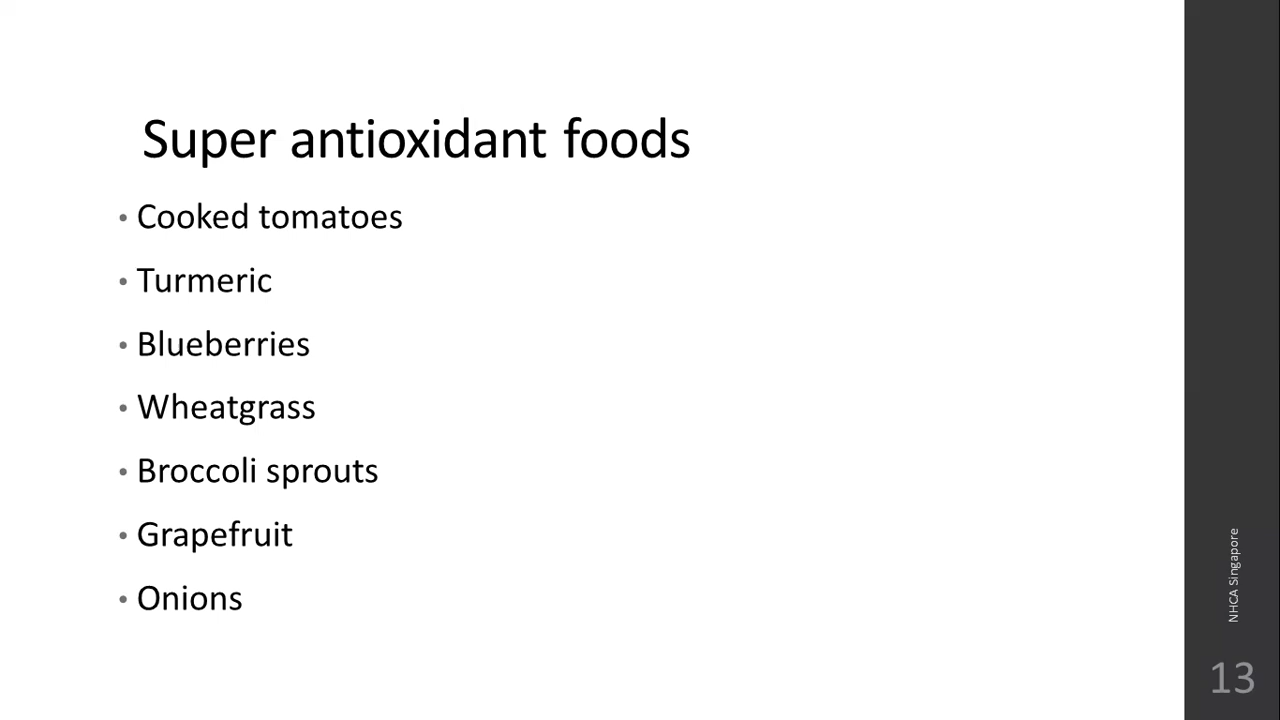 Super antioxidant foods
• Cooked tomatoes
• Turmeric
• Blueberries
• Wheatgrass
• Broccoli sprouts
• Grapefruit
• Onions
NHCA Singapore
13